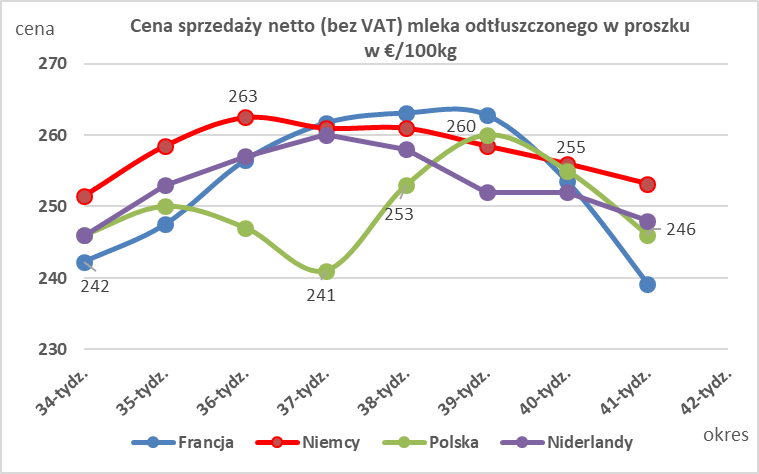 cena
Cena sprzedaży netto (bez VAT) mleka odtłuszczonego w proszku
w €/100kg
270
263
260
260
255
250
253
246
240
242
241
230
34-tydz.
35-tydz.
36-tydz.
37-tydz.
38-tydz.
39-tydz.
40-tydz.
41-tydz.
42-tydz.
okres
Francja
Niemcy
Polska
Niderlandy